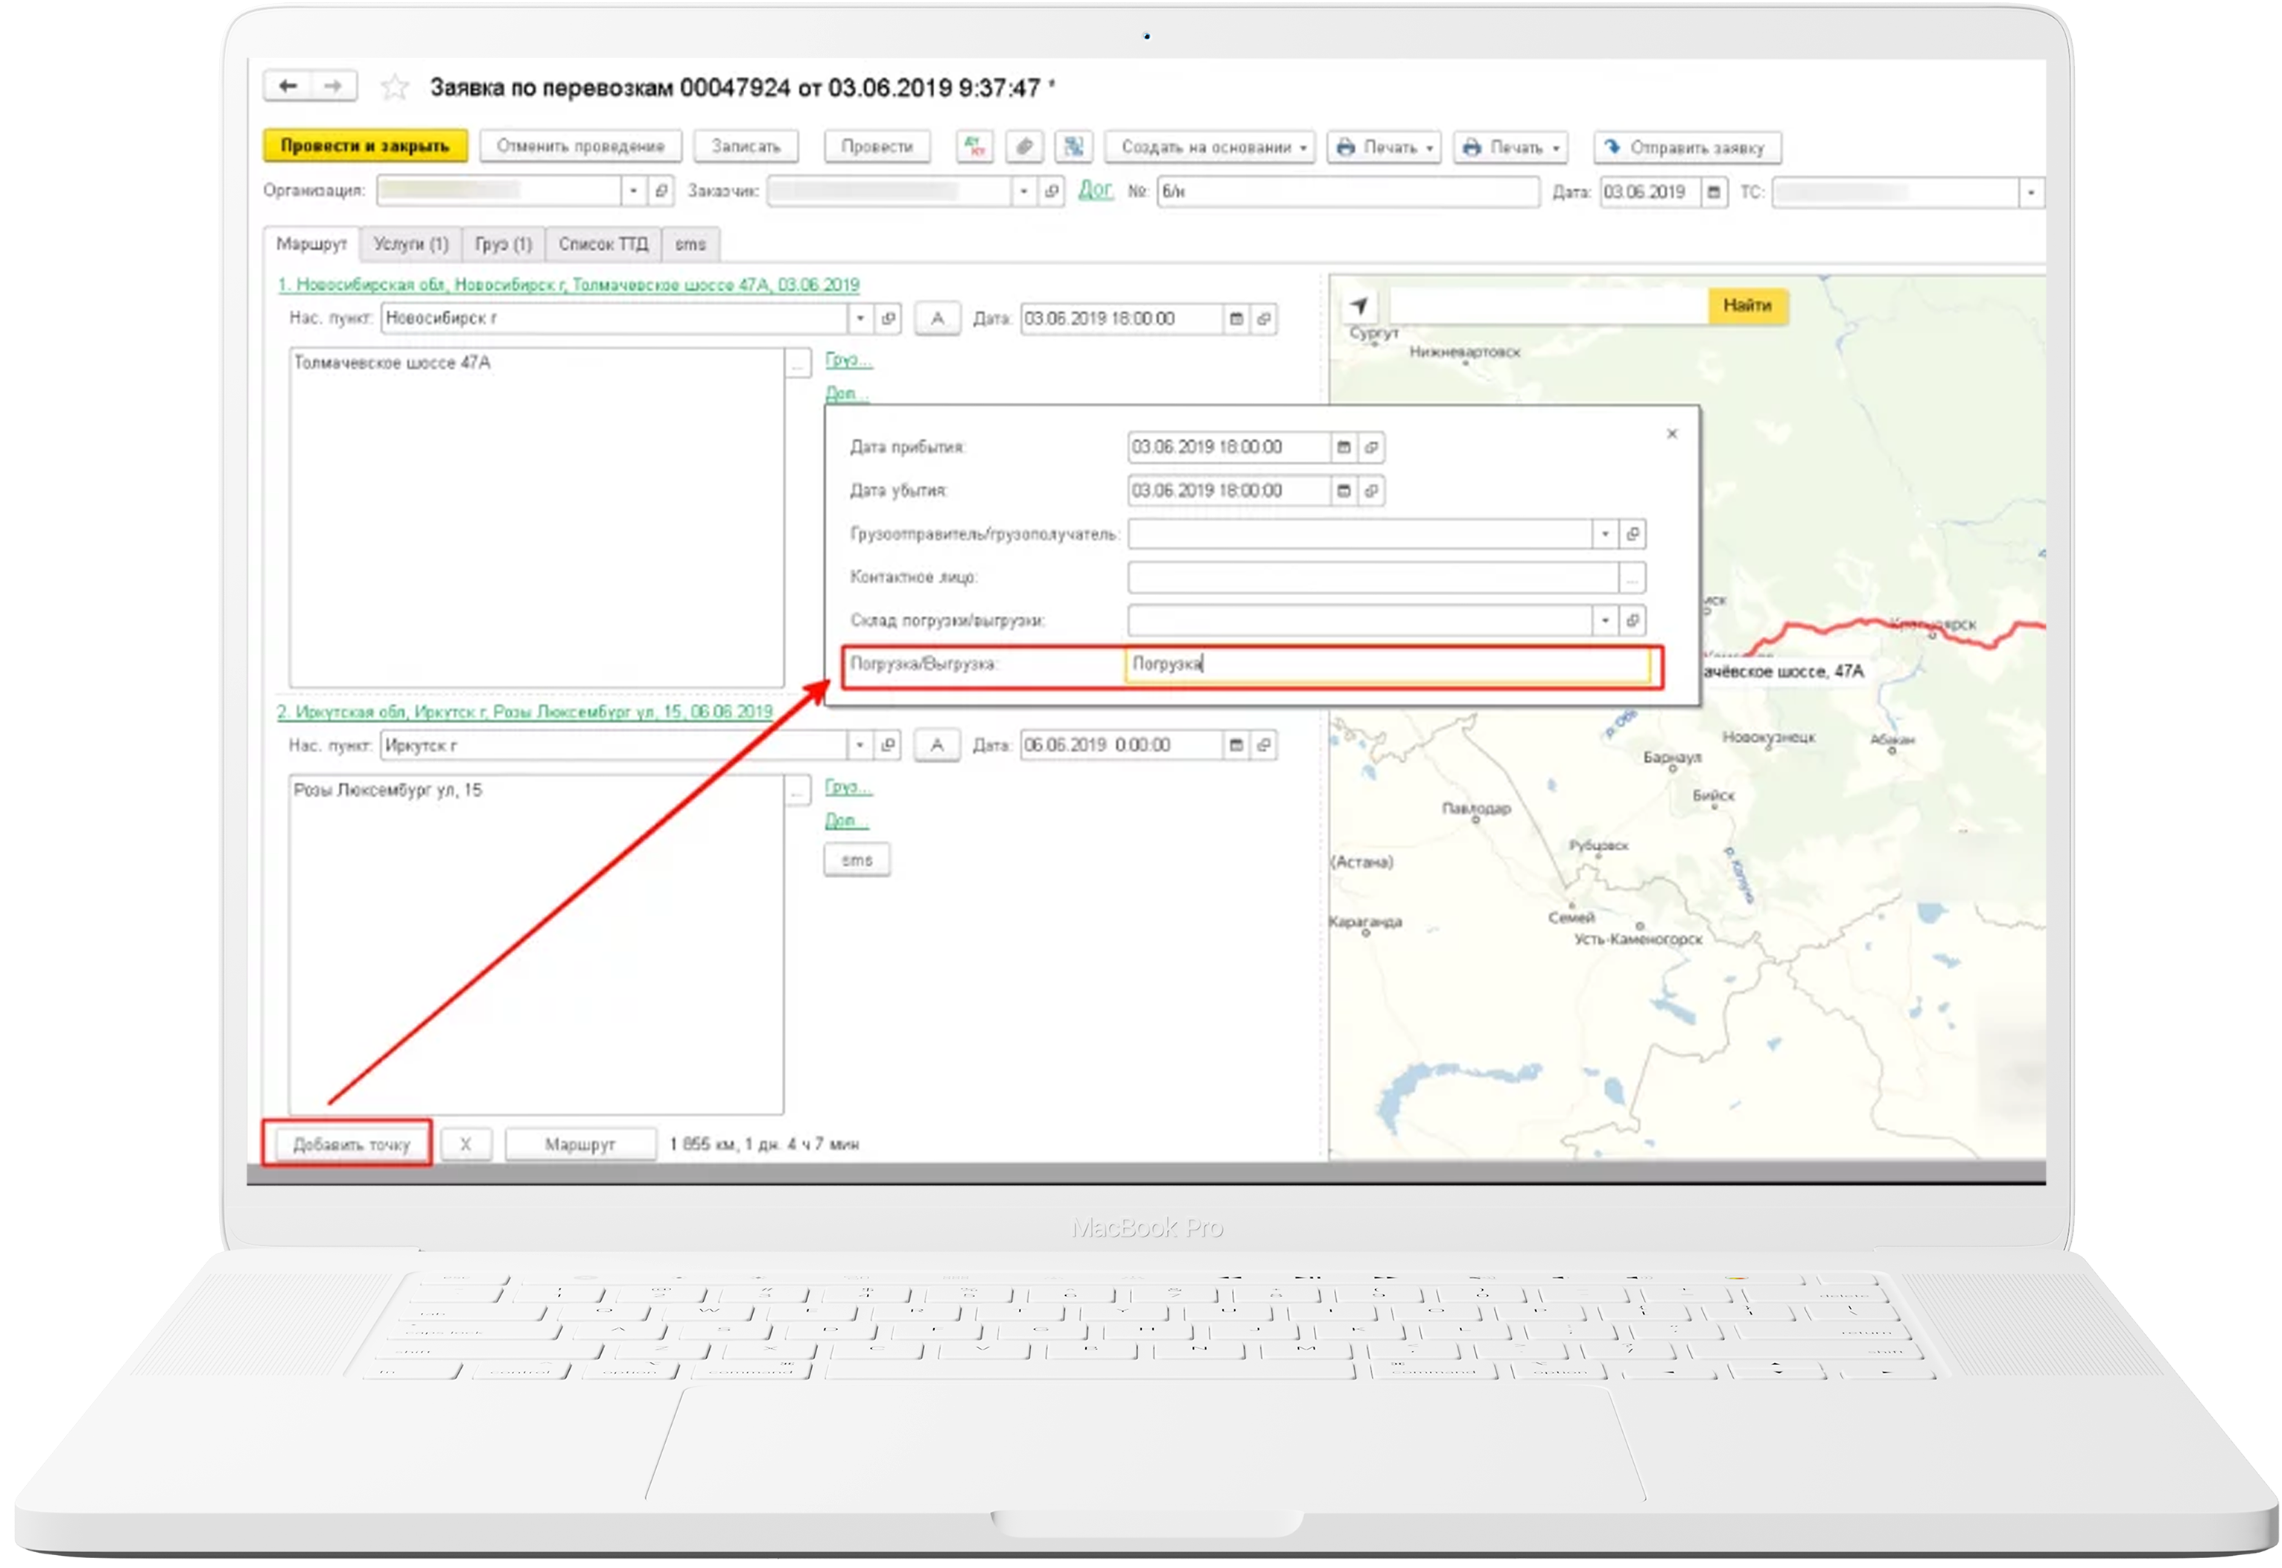 Заявка по перевозкам 00047924 от 03.06.2019 9:37:47 *
Провести и закрыть Отменить проведение Записать Провести Создать на основании Печать Печать Отправить заявку
Организация: Заказчик: Дог. №: б/н Дата: 03.06.2019 ТС:
Маршрут Услуги (1) Груз (1) Список ТТД sms
1. Новосибирская обл, Новосибирск г, Толмачевское шоссе 47А, 03.06.2019
Нас. пункт: Новосибирск г А Дата: 03.06.2019 18:00:00
Толмачевское шоссе 47А ... Груз...
Доп...
Дата прибытия: 03.06.2019 18:00:00
Дата убытия: 03.06.2019 18:00:00
Грузоотправитель/грузополучатель:
Контактное лицо: ...
Склад погрузки/выгрузки:
Погрузка/Выгрузка: Погрузка
2. Иркутская обл, Иркутск г, Розы Люксембург ул, 15, 06.06.2019
Нас. пункт: Иркутск г А Дата: 06.06.2019 0:00:00
Розы Люксембург ул, 15 ... Груз...
Доп...
sms
Добавить точку X Маршрут 1 855 км, 1 дн. 4 ч 7 мин
Найти
Сургут
Нижневартовск
Красноярск
ачёвское шоссе, 47А
Новокузнецк
Абакан
Барнаул
Бийск
Павлодар
Рубцовск
р. Катунь
(Астана)
Семей
Караганда
Усть-Каменогорск
MacBook Pro